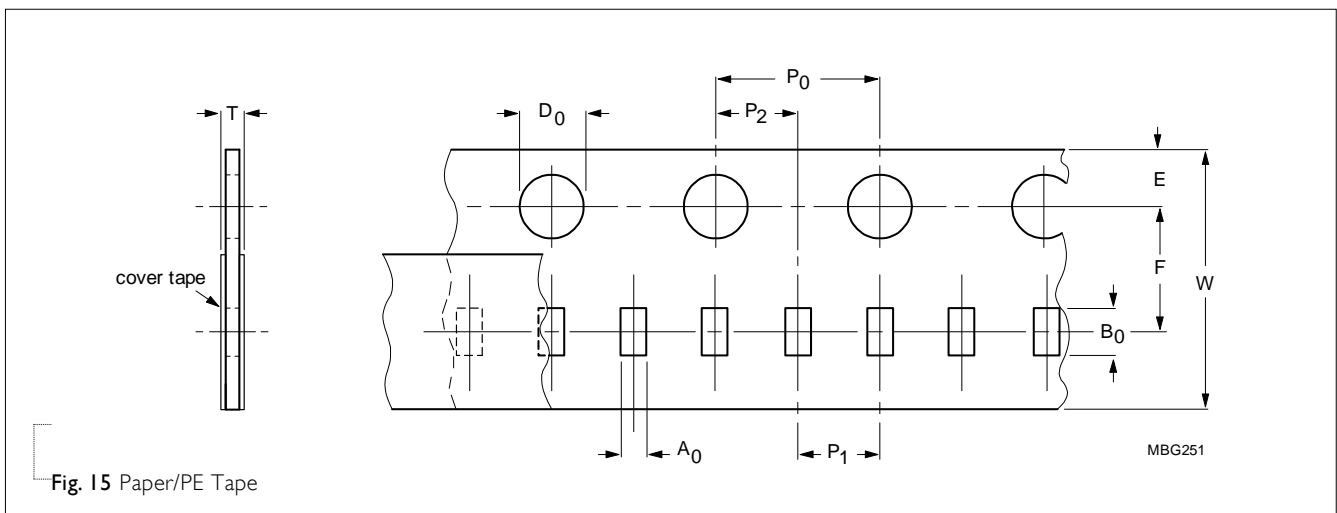 P0
T
D0
P2
E
F
W
cover tape
B0
A0
P1
MBG251
Fig. 15 Paper/PE Tape